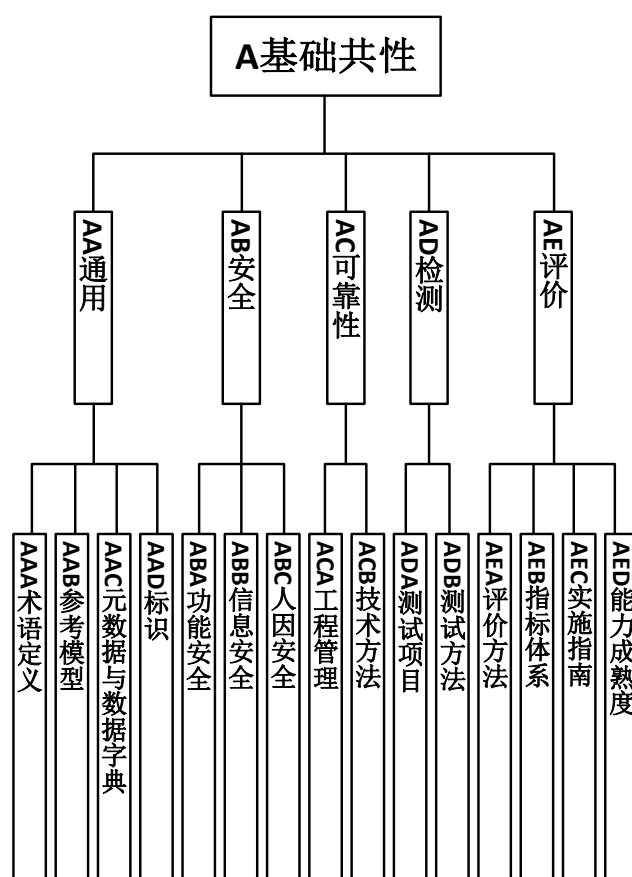 A基础共性
AA通用
AB安全
AC可靠性
AD检测
AE评价
AAA术语定义
AAB参考模型
AAC元数据与数据字典
AAD标识
ABA功能安全
ABB信息安全
ABC人因安全
ACA工程管理
ACB技术方法
ADA测试项目
ADB测试方法
AEA评价方法
AEB指标体系
AEC实施指南
AED能力成熟度